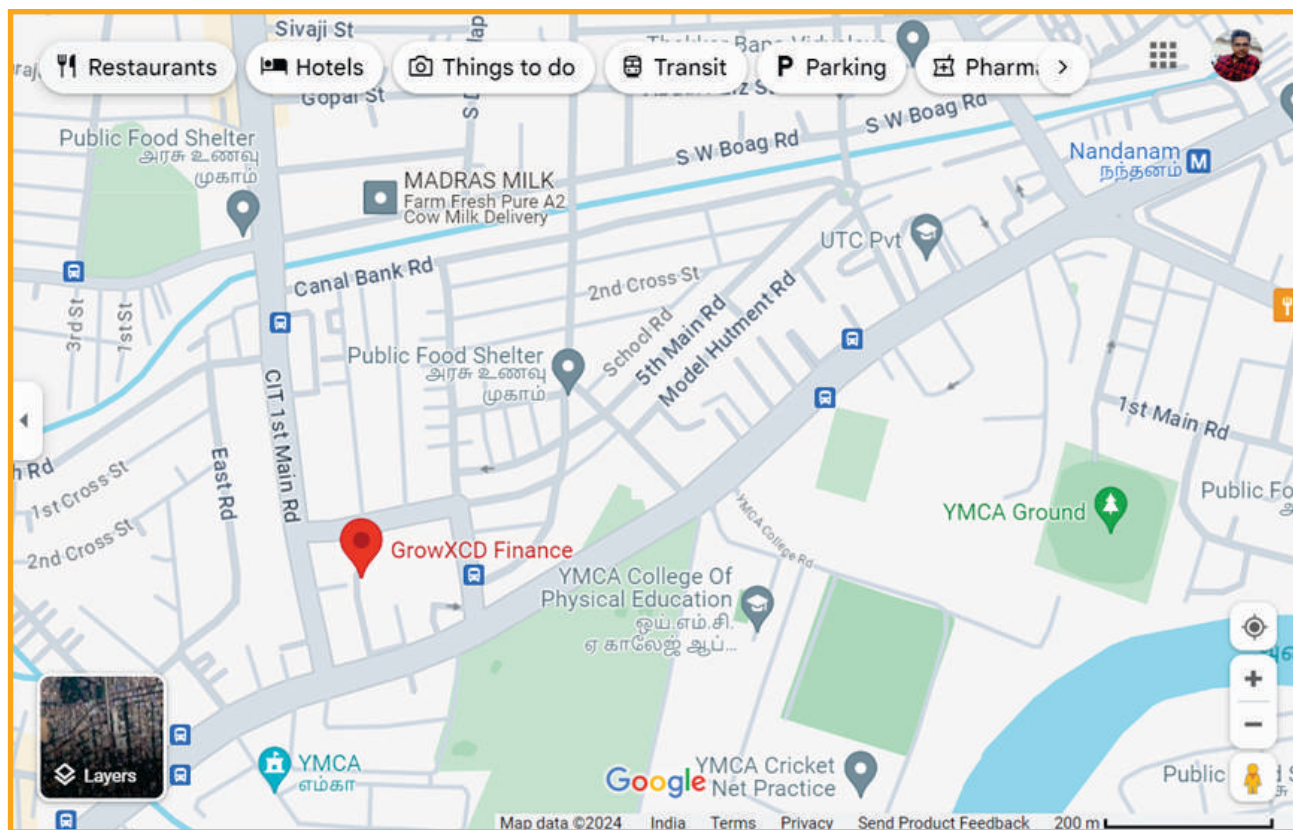 Sivaji St
Restaurants
Hotels
Things to do
Transit
P Parking
Gopal St
S W Boag Rd
S W Boag Rd
Public Food Shelter
அரசு உணவு
முகாம்
Nandanam
நந்தனம்
M
MADRAS MILK
Farm Fresh Pure A2
Cow Milk Delivery
UTC Pvt
Canal Bank Rd
2nd Cross St
3rd St
1st St
School Rd
5th Main Rd
Model Hutment Rd
Public Food Shelter
அரசு உணவு
முகாம்
CIT 1st Main Rd
1st Main Rd
East Rd
1st Cross St
2nd Cross St
YMCA Ground
GrowXCD Finance
YMCA College Rd
YMCA College Of
Physical Education
ஒய்.எம்.சி.
ஏ காலேஜ் ஆப்...
Layers
YMCA
எம்கா
Google
YMCA Cricket
Net Practice
Public
Map data ©2024 India Terms Privacy Send Product Feedback 200 m